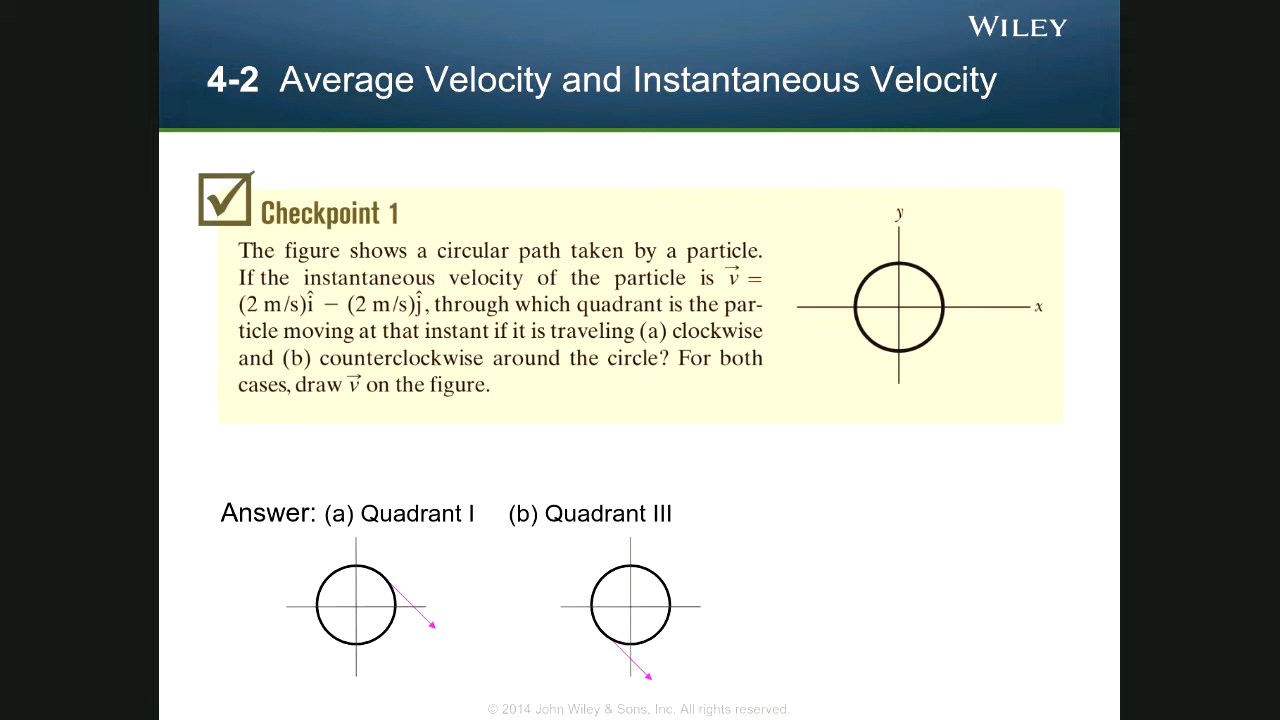 WILEY
4-2 Average Velocity and Instantaneous Velocity
Checkpoint 1
The figure shows a circular path taken by a particle.
If the instantaneous velocity of the particle is v⃗ =
(2 m/s)î − (2 m/s)ĵ, through which quadrant is the par-
ticle moving at that instant if it is traveling (a) clockwise
and (b) counterclockwise around the circle? For both
cases, draw v⃗ on the figure.
y
x
Answer: (a) Quadrant I (b) Quadrant III
© 2014 John Wiley & Sons, Inc. All rights reserved.